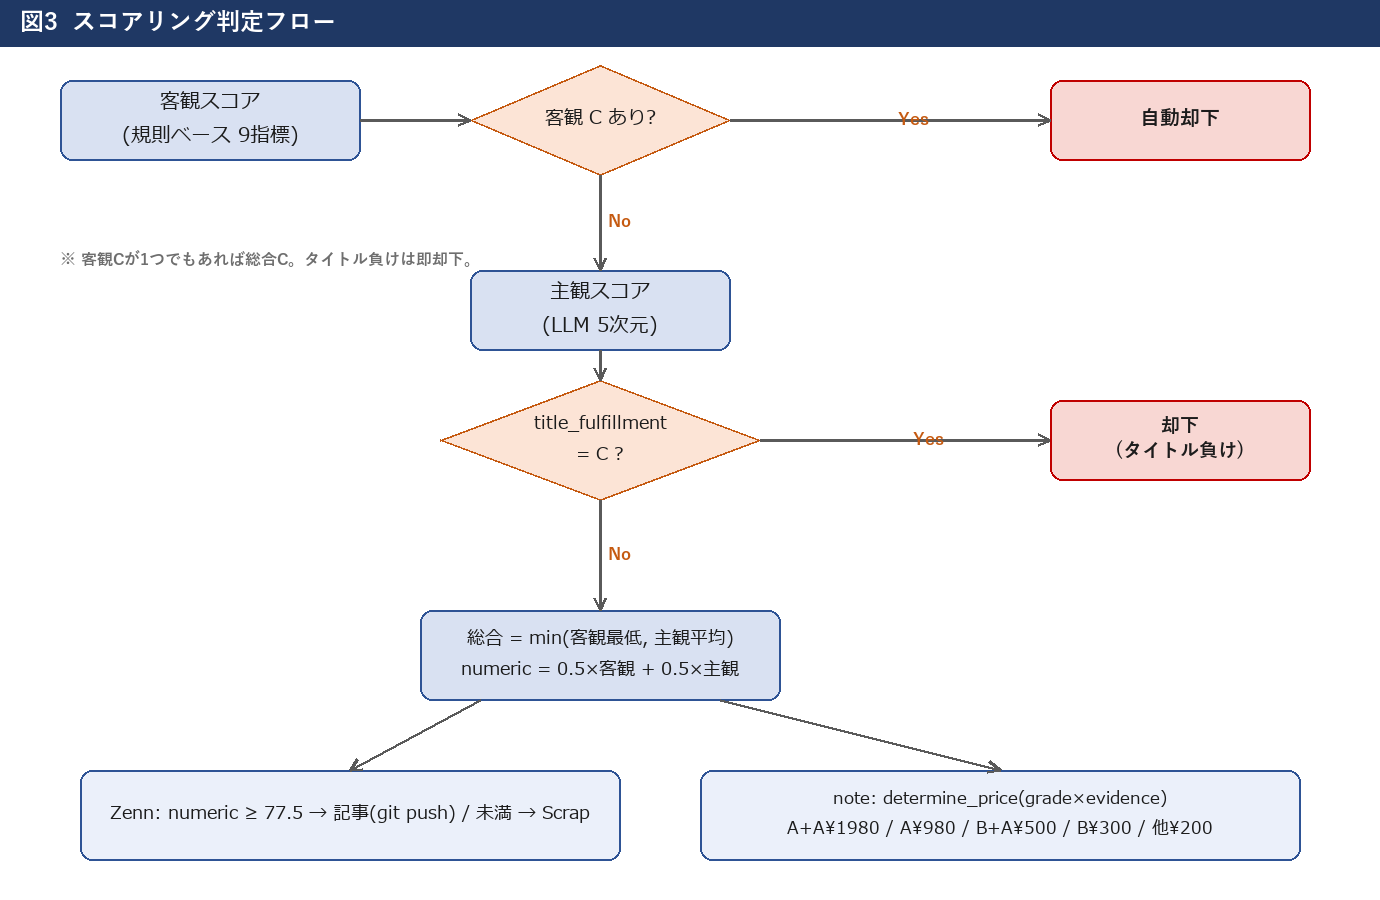 図3 スコアリング判定フロー
客観スコア
(規則ベース 9指標)
客観 C あり?
Yes
自動却下
No
※ 客観Cが1つでもあれば総合C。タイトル負けは即却下。
主観スコア
(LLM 5次元)
title_fulfillment
= C ?
Yes
却下
(タイトル負け)
No
総合 = min(客観最低, 主観平均)
numeric = 0.5×客観 + 0.5×主観
Zenn: numeric ≥ 77.5 → 記事(git push) / 未満 → Scrap
note: determine_price(grade×evidence)
A+A¥1980 / A¥980 / B+A¥500 / B¥300 / 他¥200